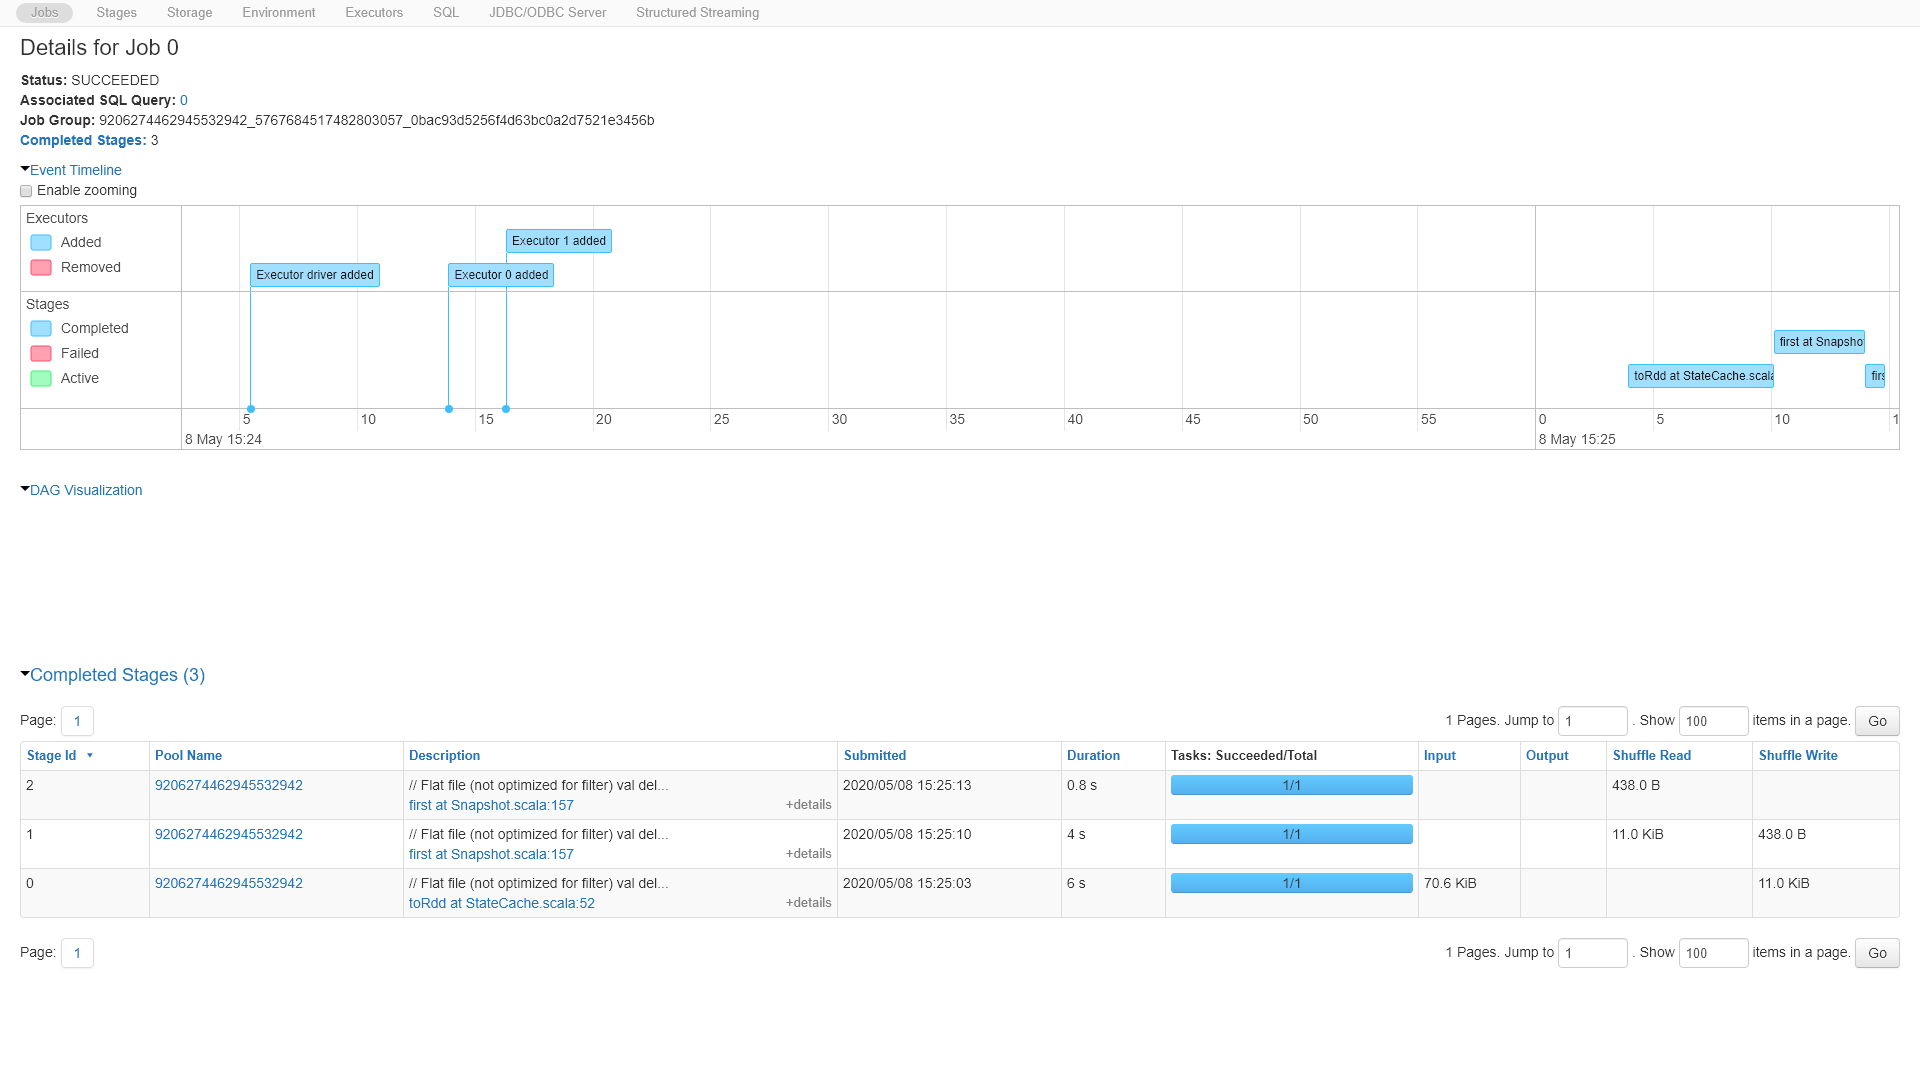 Jobs Stages Storage Environment Executors SQL JDBC/ODBC Server Structured Streaming
Details for Job 0
Status: SUCCEEDED
Associated SQL Query: 0
Job Group: 9206274462945532942_5767684517482803057_0bac93d5256f4d63bc0a2d7521e3456b
Completed Stages: 3
Event Timeline
Enable zooming
Executors
Added
Removed
Executor driver added
Executor 0 added
Executor 1 added
Stages
Completed
Failed
Active
toRdd at StateCache.scala
first at Snapshot
firs
5 10 15 20 25 30 35 40 45 50 55 0 5 10 1
8 May 15:24 8 May 15:25
DAG Visualization
Completed Stages (3)
Page: 1 1 Pages. Jump to 1 . Show 100 items in a page. Go
Stage Id Pool Name Description Submitted Duration Tasks: Succeeded/Total Input Output Shuffle Read Shuffle Write
2 9206274462945532942 // Flat file (not optimized for filter) val del... 2020/05/08 15:25:13 0.8 s 1/1 438.0 B
first at Snapshot.scala:157 +details
1 9206274462945532942 // Flat file (not optimized for filter) val del... 2020/05/08 15:25:10 4 s 1/1 11.0 KiB 438.0 B
first at Snapshot.scala:157 +details
0 9206274462945532942 // Flat file (not optimized for filter) val del... 2020/05/08 15:25:03 6 s 1/1 70.6 KiB 11.0 KiB
toRdd at StateCache.scala:52 +details
Page: 1 1 Pages. Jump to 1 . Show 100 items in a page. Go